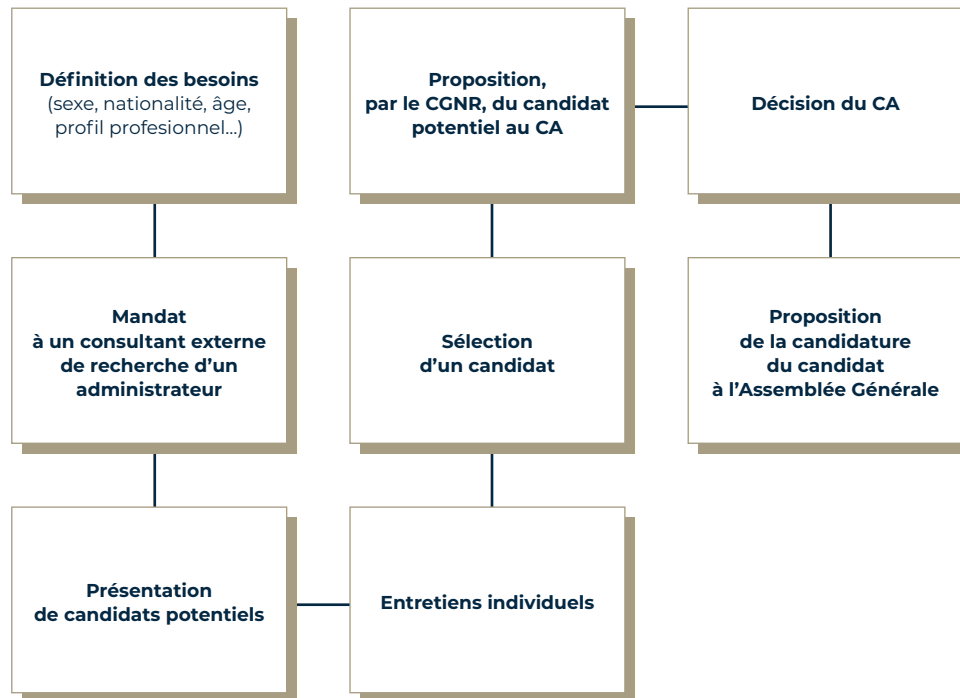 Définition des besoins
(sexe, nationalité, âge,
profil profesionnel...)
Mandat
à un consultant externe
de recherche d'un
administrateur
Présentation
de candidats potentiels
Entretiens individuels
Sélection
d'un candidat
Proposition,
par le CGNR, du candidat
potentiel au CA
Décision du CA
Proposition
de la candidature
du candidat
à l'Assemblée Générale